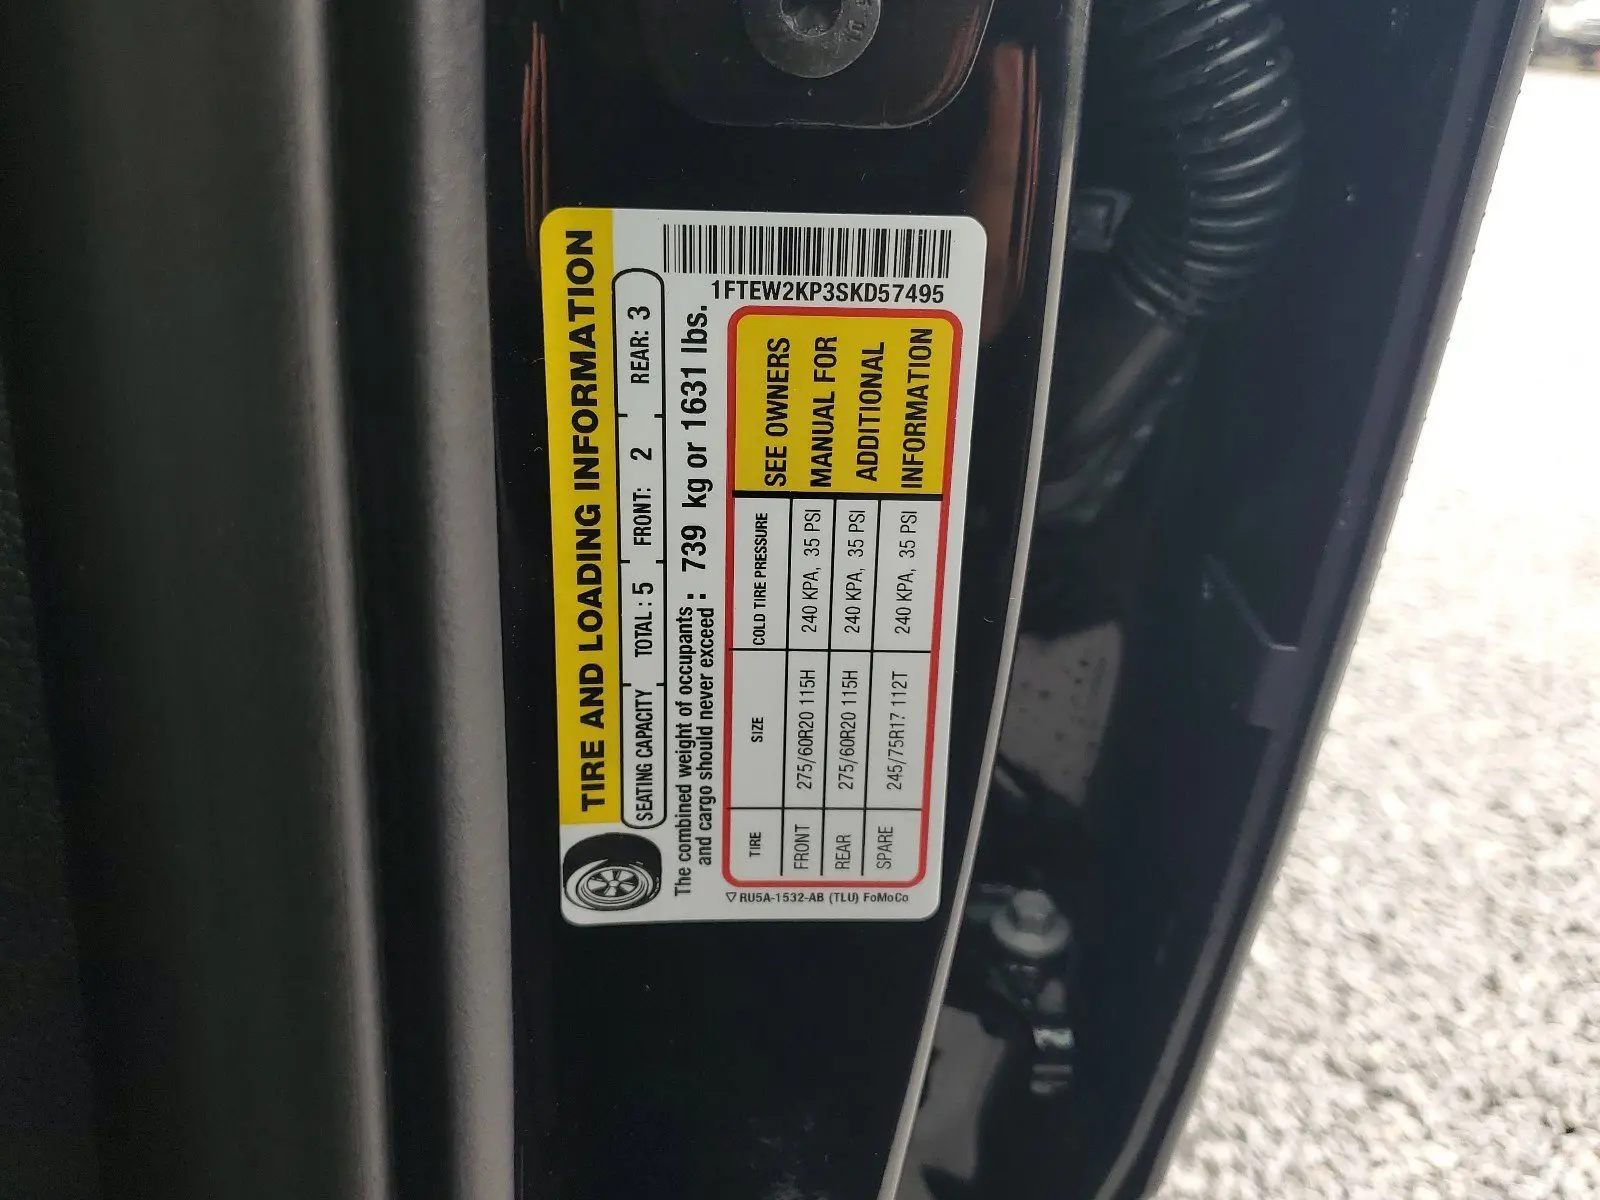 TIRE AND LOADING INFORMATION
SEATING CAPACITY TOTAL: 5 FRONT: 2 REAR: 3
The combined weight of occupants and cargo should never exceed : 739 kg or 1631 lbs.
1FTEW2KP3SKD57495
TIRE SIZE COLD TIRE PRESSURE
FRONT 275/60R20 115H 240 KPA, 35 PSI
REAR 275/60R20 115H 240 KPA, 35 PSI
SPARE 245/75R17 112T 240 KPA, 35 PSI
SEE OWNERS
MANUAL FOR
ADDITIONAL
INFORMATION
RU5A-1532-AB (TLU) FoMoCo